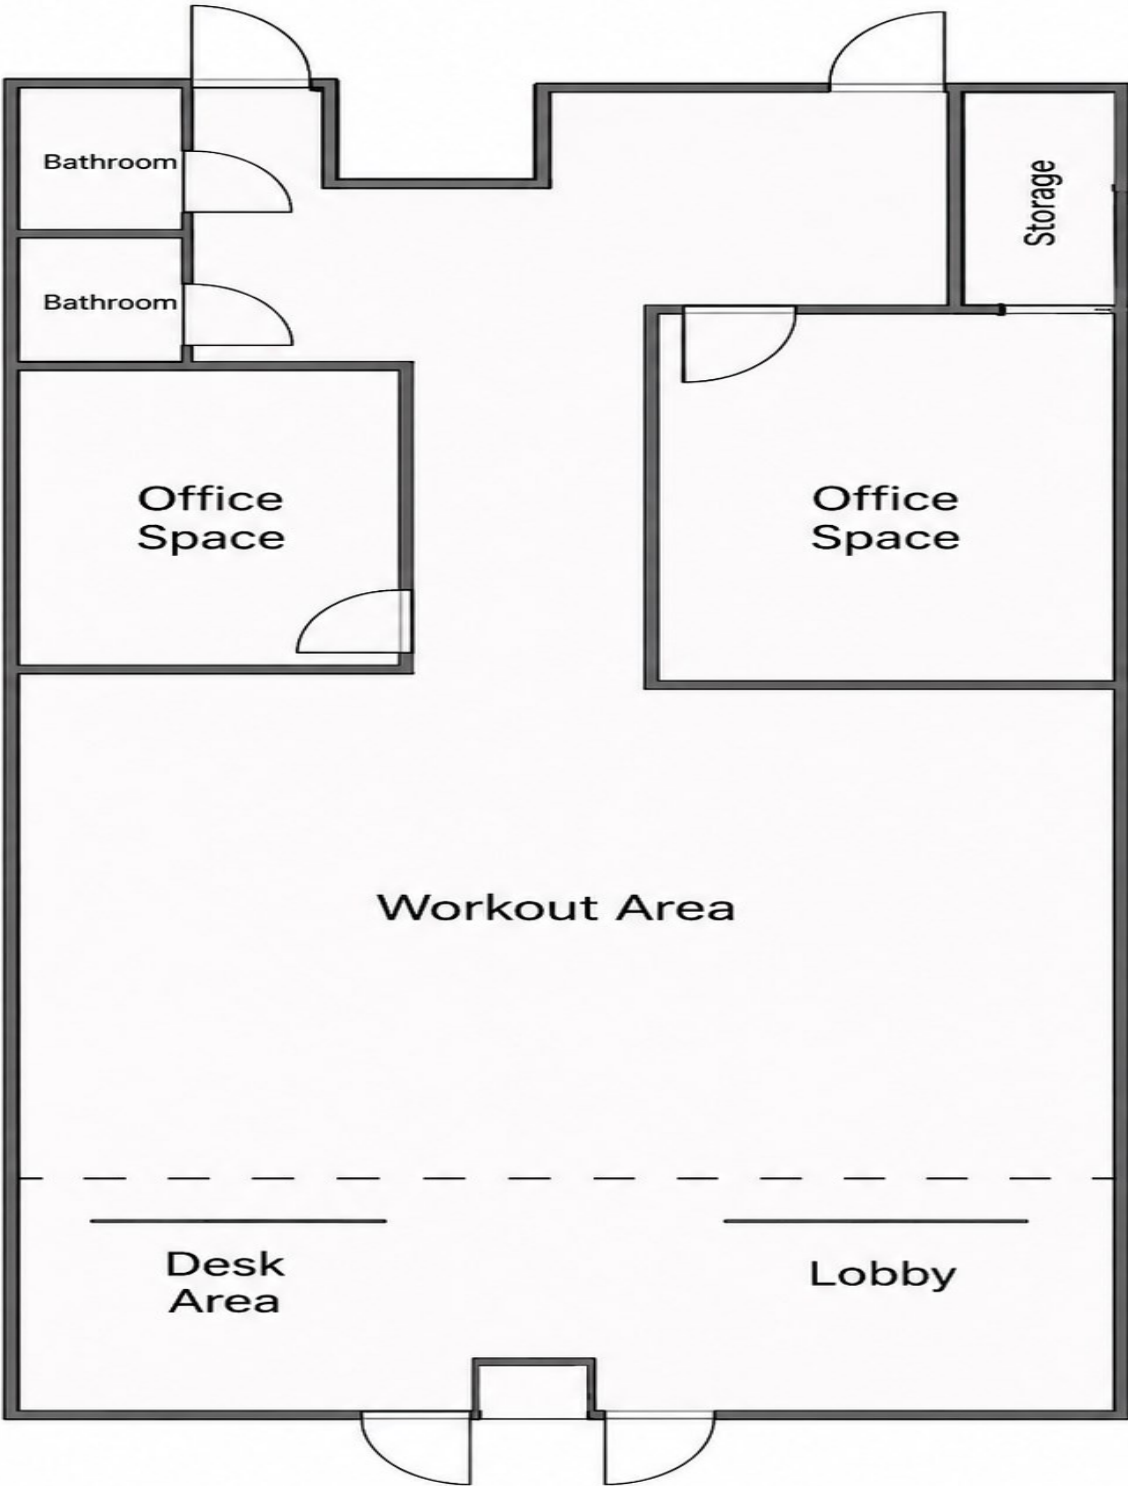 Bathroom
Storage
Bathroom
Office
Space
Office
Space
Workout Area
Desk
Area
Lobby